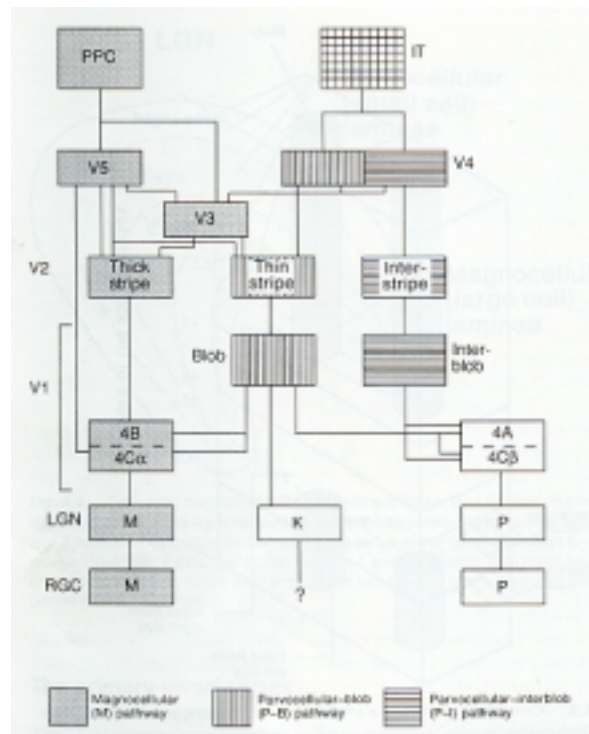 PPC
IT
V5
V4
V3
V2
Thick
stripe
Thin
stripe
Inter-
stripe
V1
Blob
Inter-
blob
4B
4Cα
4A
4Cβ
LGN
M
K
P
RGC
M
?
P
Magnocellular
(M) pathway
Parvocellular-blob
(P-B) pathway
Parvocellular-interblob
(P-I) pathway